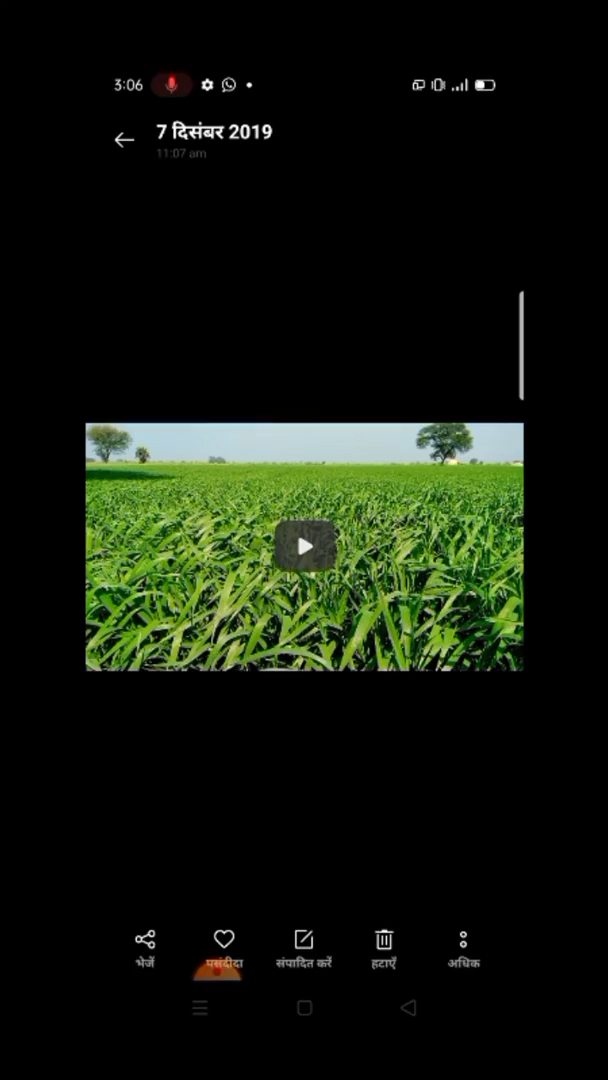 3:06
7 दिसंबर 2019
11:07 am
भेजें
पसंदीदा
संपादित करें
हटाएँ
अधिक